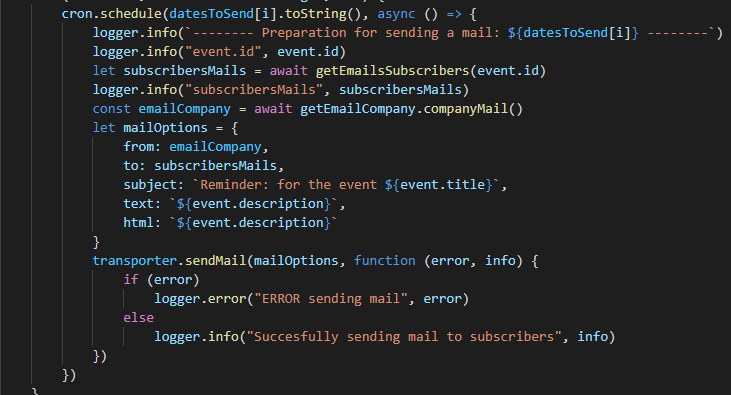 cron.schedule(datesToSend[i].toString(), async () => {
logger.info(`-------- Preparation for sending a mail: ${datesToSend[i]} --------`)
logger.info("event.id", event.id)
let subscribersMails = await getEmailsSubscribers(event.id)
logger.info("subscribersMails", subscribersMails)
const emailCompany = await getEmailCompany.companyMail()
let mailOptions = {
from: emailCompany,
to: subscribersMails,
subject: `Reminder: for the event ${event.title}`,
text: `${event.description}`,
html: `${event.description}`
}
transporter.sendMail(mailOptions, function (error, info) {
if (error)
logger.error("ERROR sending mail", error)
else
logger.info("Succesfully sending mail to subscribers", info)
})
})